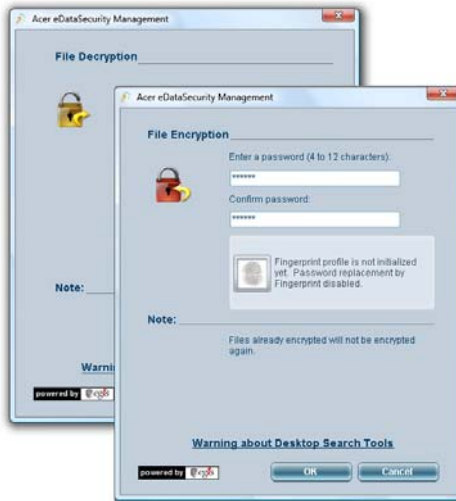 Acer eDataSecurity Management
File Decryption
Note:
Warni
powered by egis
Acer eDataSecurity Management
File Encryption
Enter a password (4 to 12 characters):
******
Confirm password:
******
Fingerprint profile is not initialized
yet. Password replacement by
Fingerprint disabled.
Note:
Files already encrypted will not be encrypted
again.
Warning about Desktop Search Tools
powered by egis
OK
Cancel